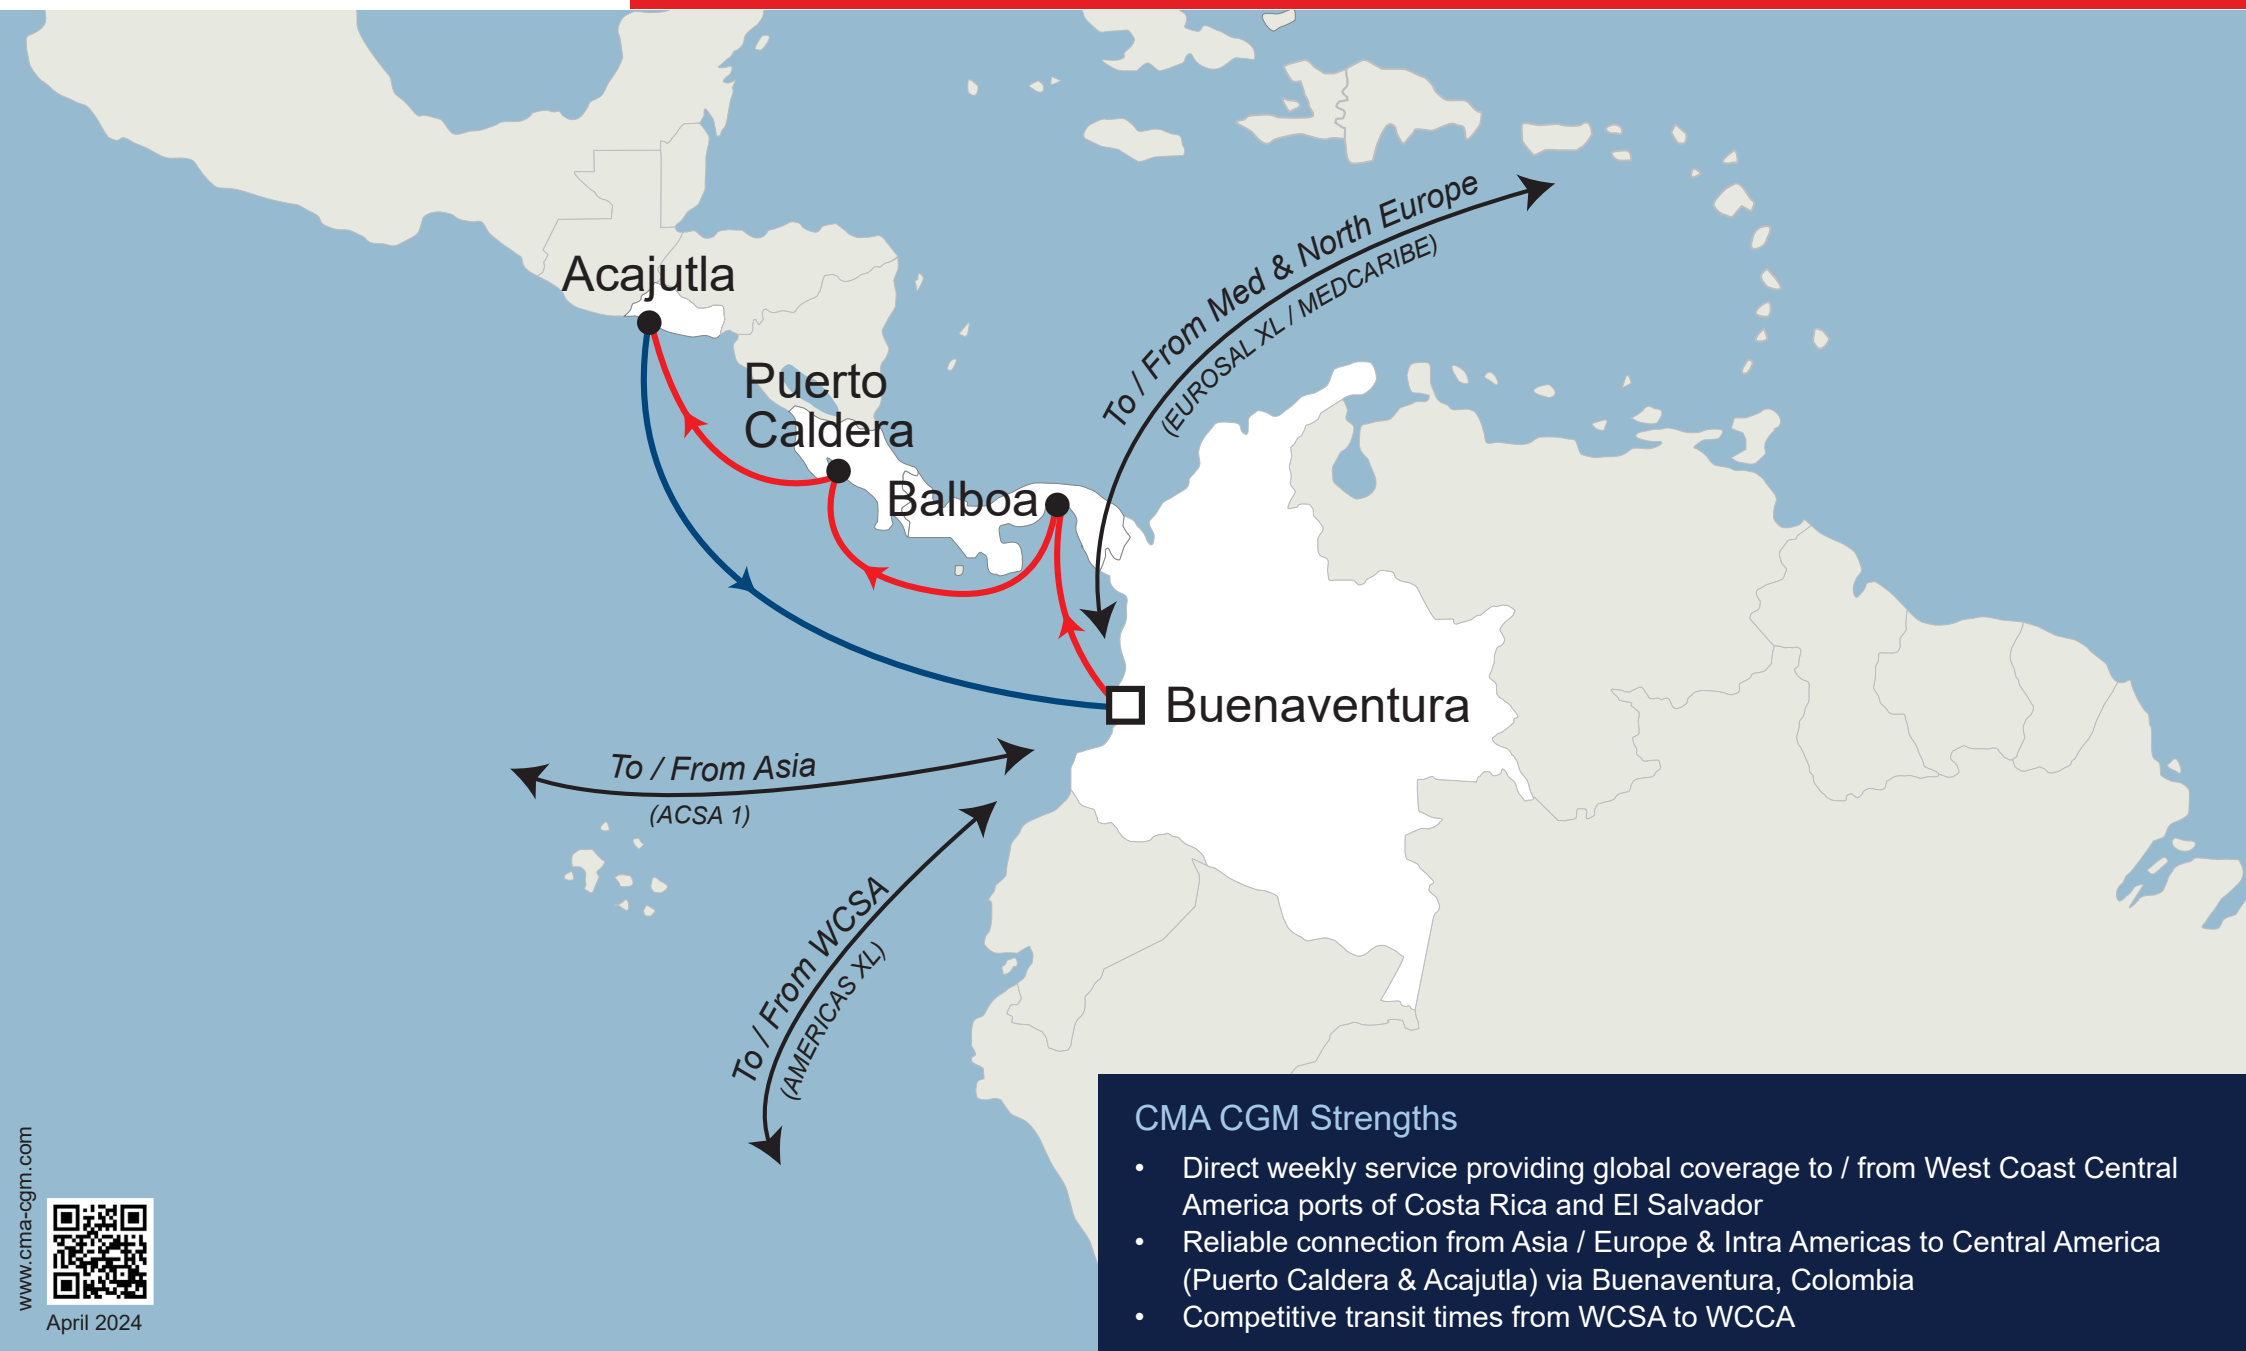 Acajutla
Puerto
Caldera
Balboa
To / From Med & North Europe
(EUROSAL XL / MEDCARIBE)
Buenaventura
To / From Asia
(ACSA 1)
To / From WCSA
(AMERICAS XL)
CMA CGM Strengths
• Direct weekly service providing global coverage to / from West Coast Central
America ports of Costa Rica and El Salvador
• Reliable connection from Asia / Europe & Intra Americas to Central America
(Puerto Caldera & Acajutla) via Buenaventura, Colombia
• Competitive transit times from WCSA to WCCA
www.cma-cgm.com
April 2024